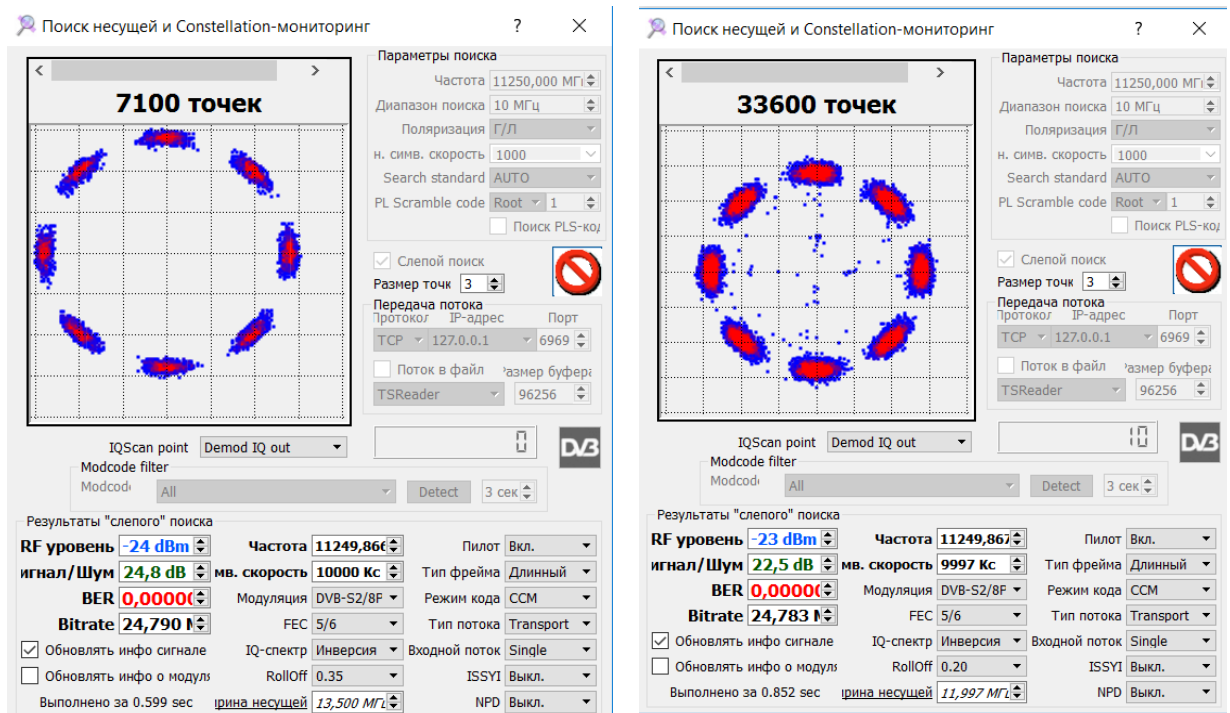 Поиск несущей и Constellation-мониторинг ? ×
Параметры поиска
7100 точек
Частота 11250,000 МГц
Диапазон поиска 10 МГц
Поляризация Г/Л
н. симв. скорость 1000
Search standard AUTO
PL Scramble code Root 1
Поиск PLS-код
Слепой поиск
Размер точк 3
Передача потока
Протокол IP-адрес Порт
TCP 127.0.0.1 6969
Поток в файл азмер буфера
TSReader 96256
0
DVB
IQScan point Demod IQ out
Modcode filter
Modcode All Detect 3 сек
Результаты "слепого" поиска
RF уровень -24 dBm Частота 11249,866 Пилот Вкл.
игнал/Шум 24,8 dB мв. скорость 10000 Кс Тип фрейма Длинный
BER 0,00000 Модуляция DVB-S2/8P Режим кода CCM
Bitrate 24,790 FEC 5/6 Тип потока Transport
Обновлять инфо сигнале IQ-спектр Инверсия Входной поток Single
Обновлять инфо о модуля RollOff 0.35 ISSYI Выкл.
Выполнено за 0.599 sec ирина несущей 13,500 МГц NPD Выкл.
Поиск несущей и Constellation-мониторинг ? ×
Параметры поиска
33600 точек
Частота 11250,000 МГц
Диапазон поиска 10 МГц
Поляризация Г/Л
н. симв. скорость 1000
Search standard AUTO
PL Scramble code Root 1
Поиск PLS-код
Слепой поиск
Размер точк 3
Передача потока
Протокол IP-адрес Порт
TCP 127.0.0.1 6969
Поток в файл азмер буфера
TSReader 96256
10
DVB
IQScan point Demod IQ out
Modcode filter
Modcode All Detect 3 сек
Результаты "слепого" поиска
RF уровень -23 dBm Частота 11249,867 Пилот Вкл.
игнал/Шум 22,5 dB мв. скорость 9997 Кс Тип фрейма Длинный
BER 0,00000 Модуляция DVB-S2/8P Режим кода CCM
Bitrate 24,783 FEC 5/6 Тип потока Transport
Обновлять инфо сигнале IQ-спектр Инверсия Входной поток Single
Обновлять инфо о модуля RollOff 0.20 ISSYI Выкл.
Выполнено за 0.852 sec ирина несущей 11,997 МГц NPD Выкл.